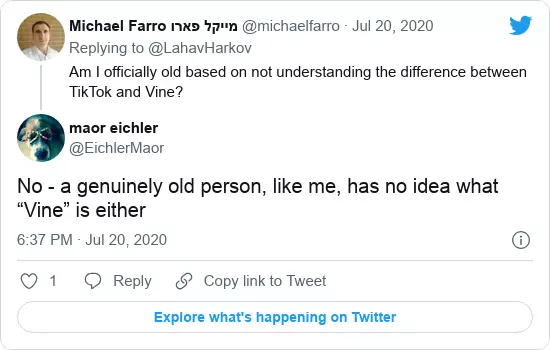 Michael Farro מייקל פארו @michaelfarro · Jul 20, 2020
Replying to @LahavHarkov
Am I officially old based on not understanding the difference between
TikTok and Vine?
maor eichler
@EichlerMaor
No - a genuinely old person, like me, has no idea what
“Vine” is either
6:37 PM · Jul 20, 2020
1 Reply Copy link to Tweet
Explore what's happening on Twitter